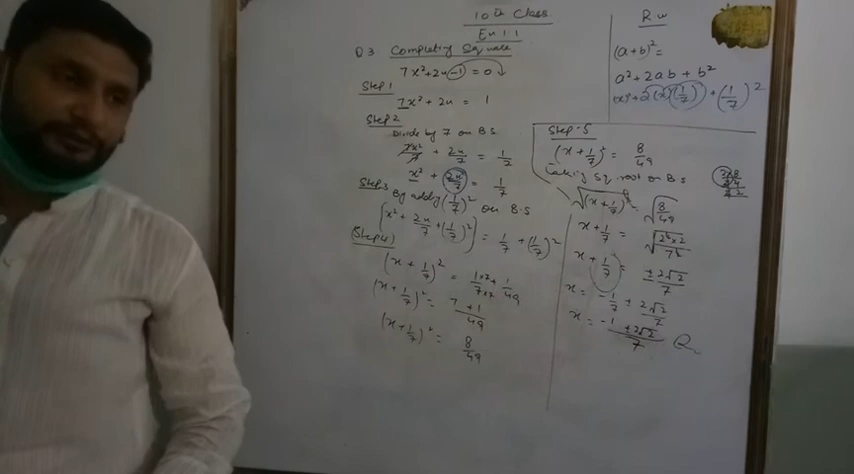 10th Class
Ex 1.1
Q3 Completing Square
7x²+2x-1=0
Step 1
7x² + 2x = 1
Step 2
Divide by 7 on B.S
7x²/7 + 2x/7 = 1/7
x² + 2x/7 = 1/7
Step 3 By adding (1/7)² on B.S
{x² + 2x/7 + (1/7)²} = 1/7 + (1/7)²
(Step 4)
(x + 1/7)² = 1×7/7×7 + 1/49
(x + 1/7)² = 7+1/49
(x + 1/7)² = 8/49
R w
(a+b)² =
a²+2ab+b²
x²+2(x)(1/7)+(1/7)²
Step-5
(x+1/7)² = 8/49
Taking Sq. root on B.S
√(x+1/7)² = √8/49
x+1/7 = √2²×2/7²
x+1/7 = ±2√2/7
x = -1/7 ± 2√2/7
x = -1±2√2/7
2|8
2|4
2|2